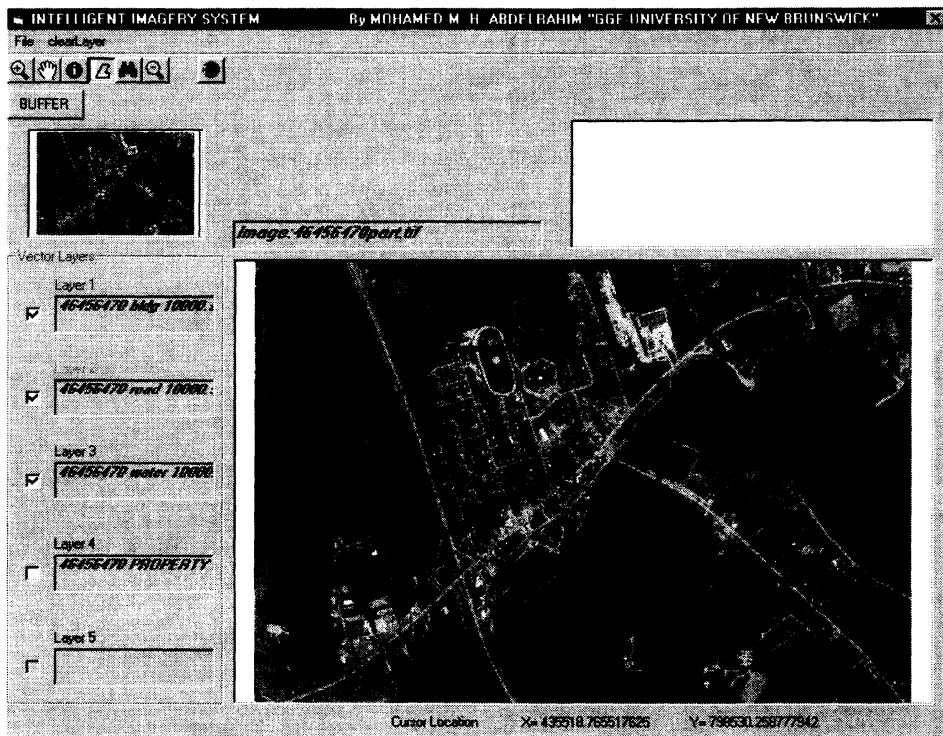 INTELLIGENT IMAGERY SYSTEM By MOHAMED M. H. ABDELRAHIM "GGE-UNIVERSITY OF NEW BRUNSWICK"
File clearLayer
BUFFER
Image: 46456470part.tif
Vector Layers
Layer 1
46456470 bldg 10000.
46456470 road 10000.
Layer 3
46456470 water 10000
Layer 4
46456470 PROPERTY
Layer 5
Cursor Location X= 435518.765517625 Y= 798530.259777942